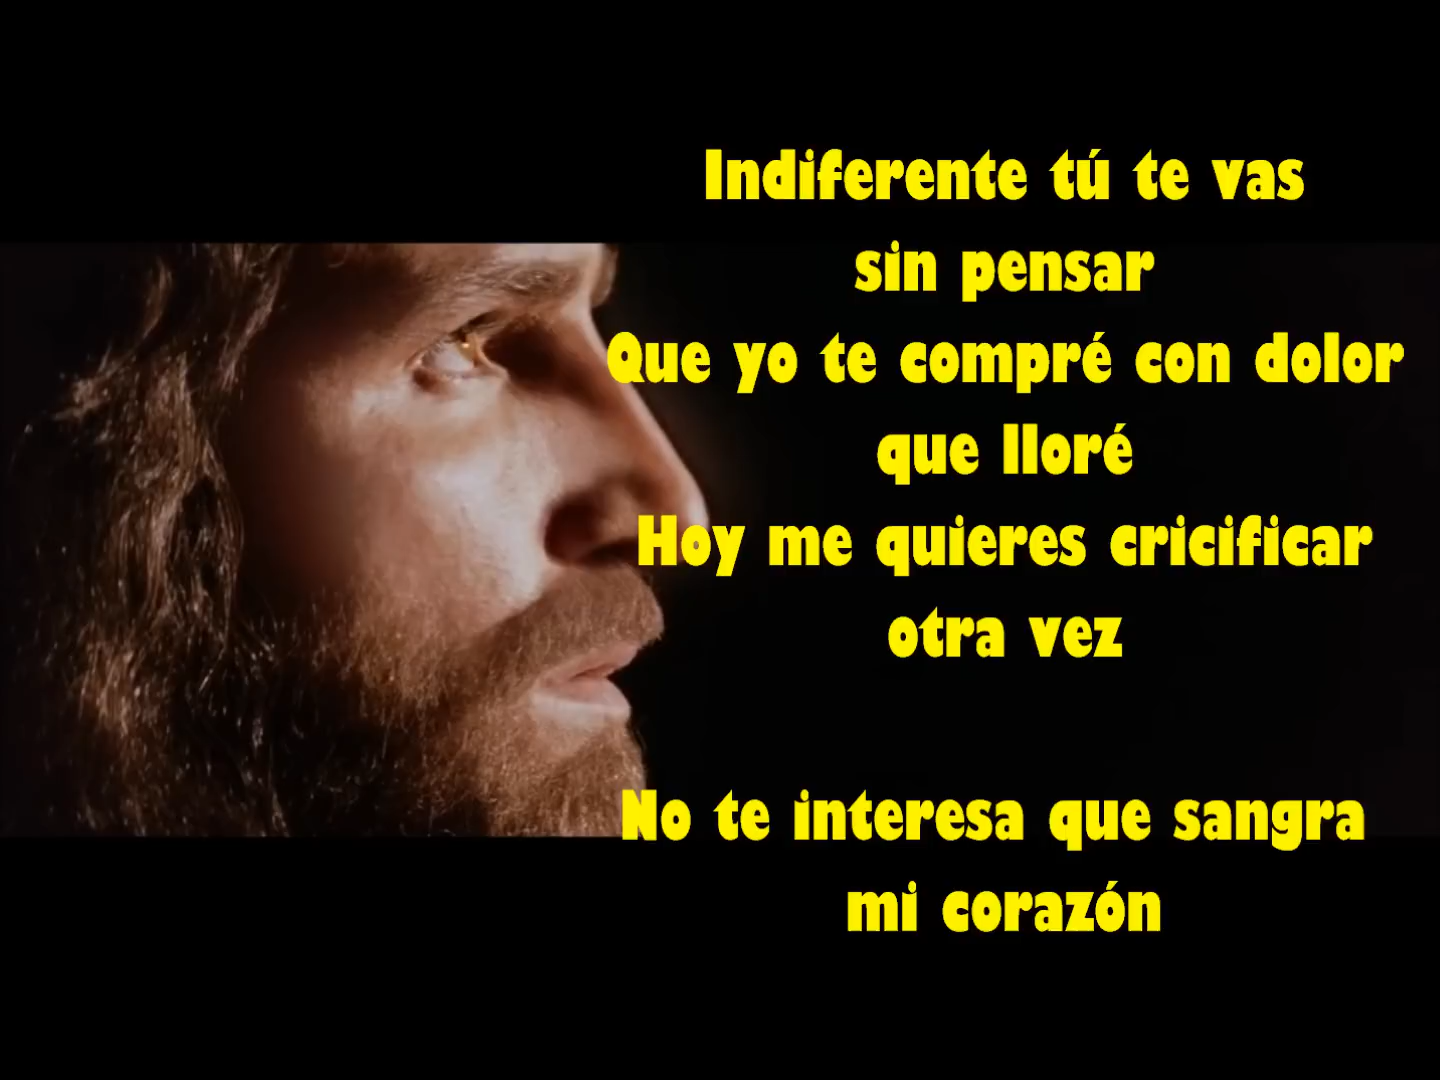 Indiferente tú te vas
sin pensar
Que yo te compré con dolor
que lloré
Hoy me quieres cricificar
otra vez
No te interesa que sangra
mi corazón